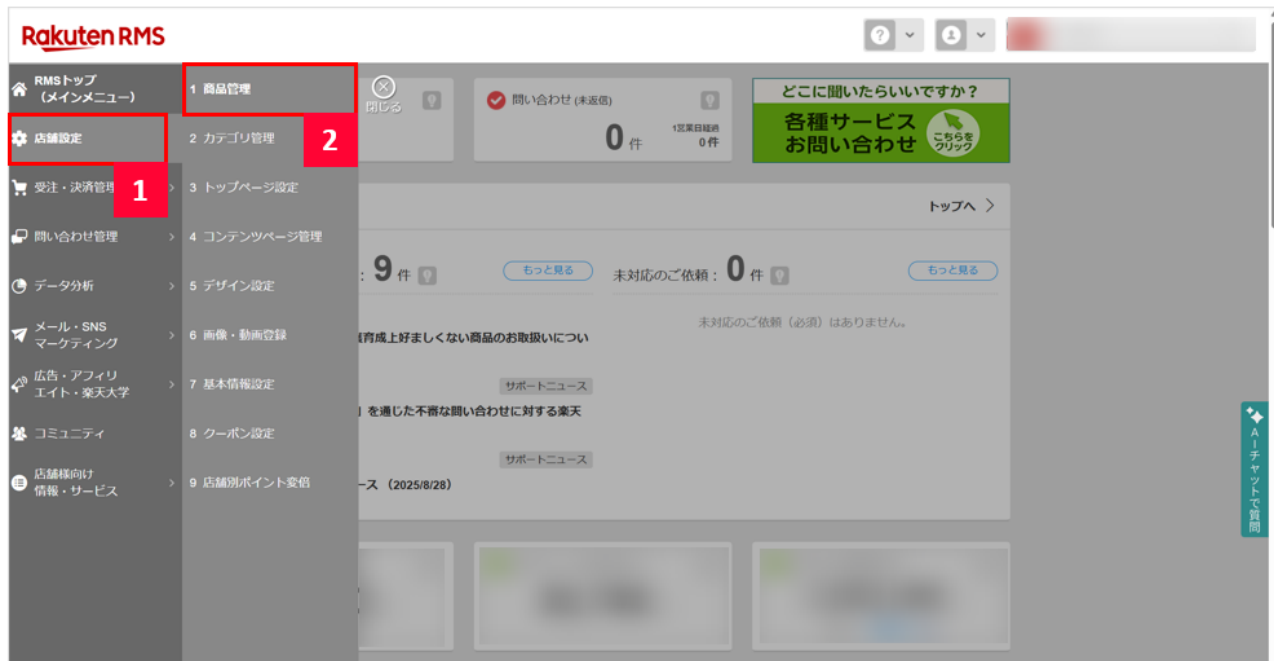 Rakuten RMS
RMSトップ
(メインメニュー)
店舗設定
受注・決済管理
1
問い合わせ管理
データ分析
メール・SNS
マーケティング
広告・アフィリ
エイト・楽天大学
コミュニティ
店舗様向け
情報・サービス
1 商品管理
2 カテゴリ管理
2
3 トップページ設定
4 コンテンツページ管理
5 デザイン設定
6 画像・動画登録
7 基本情報設定
8 クーポン設定
9 店舗別ポイント変倍
閉じる
問い合わせ (未返信)
0 件
1営業日経過
0 件
どこに聞いたらいいですか?
各種サービス
お問い合わせ
こちらを
クリック
トップへ
: 9 件
もっと見る
未対応のご依頼: 0 件
もっと見る
育成上好ましくない商品のお取扱いについ
未対応のご依頼(必須)はありません。
サポートニュース
」を通じた不審な問い合わせに対する楽天
サポートニュース
ース (2025/8/28)
AIチャットで質問